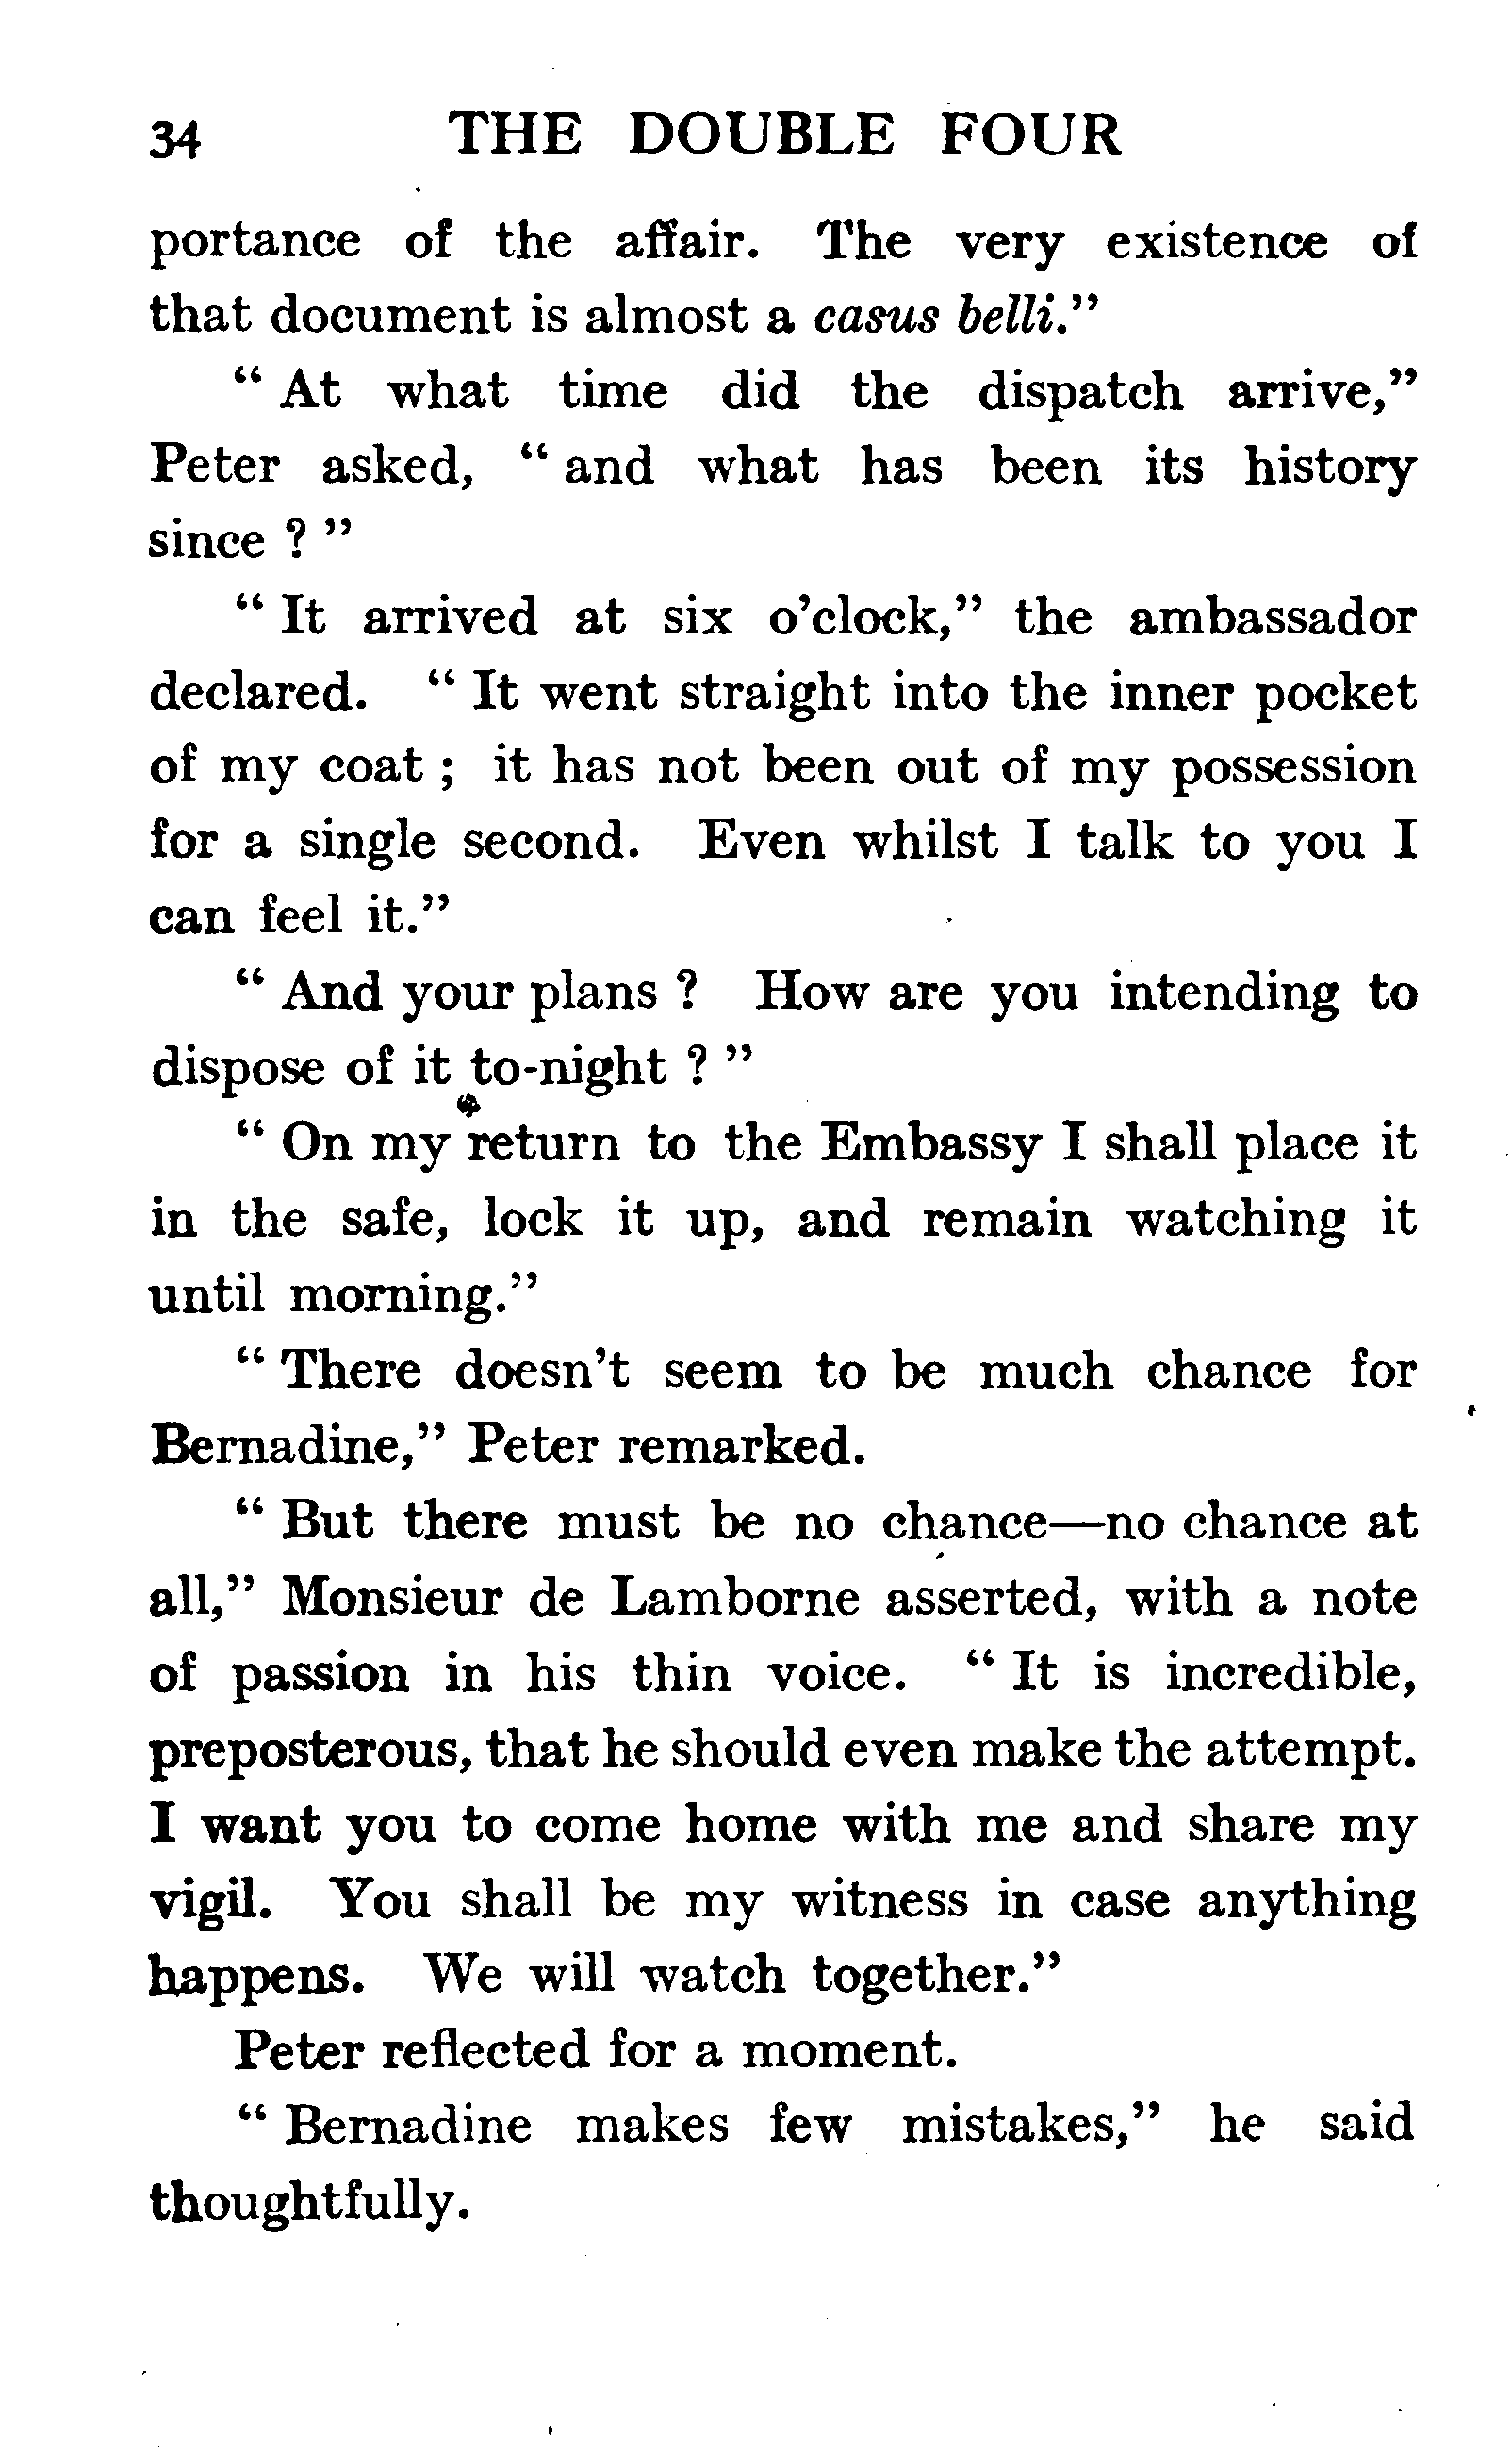 34 THE DOUBLE FOUR
portance of the affair. The very existence of
that document is almost a casus belli."
" At what time did the dispatch arrive,"
Peter asked, " and what has been its history
since ? "
" It arrived at six o'clock," the ambassador
declared. " It went straight into the inner pocket
of my coat ; it has not been out of my possession
for a single second. Even whilst I talk to you I
can feel it."
" And your plans ? How are you intending to
dispose of it to-night ? "
" On my return to the Embassy I shall place it
in the safe, lock it up, and remain watching it
until morning."
" There doesn't seem to be much chance for
Bernadine," Peter remarked.
" But there must be no chance—no chance at
all," Monsieur de Lamborne asserted, with a note
of passion in his thin voice. " It is incredible,
preposterous, that he should even make the attempt.
I want you to come home with me and share my
vigil. You shall be my witness in case anything
happens. We will watch together."
Peter reflected for a moment.
" Bernadine makes few mistakes," he said
thoughtfully.